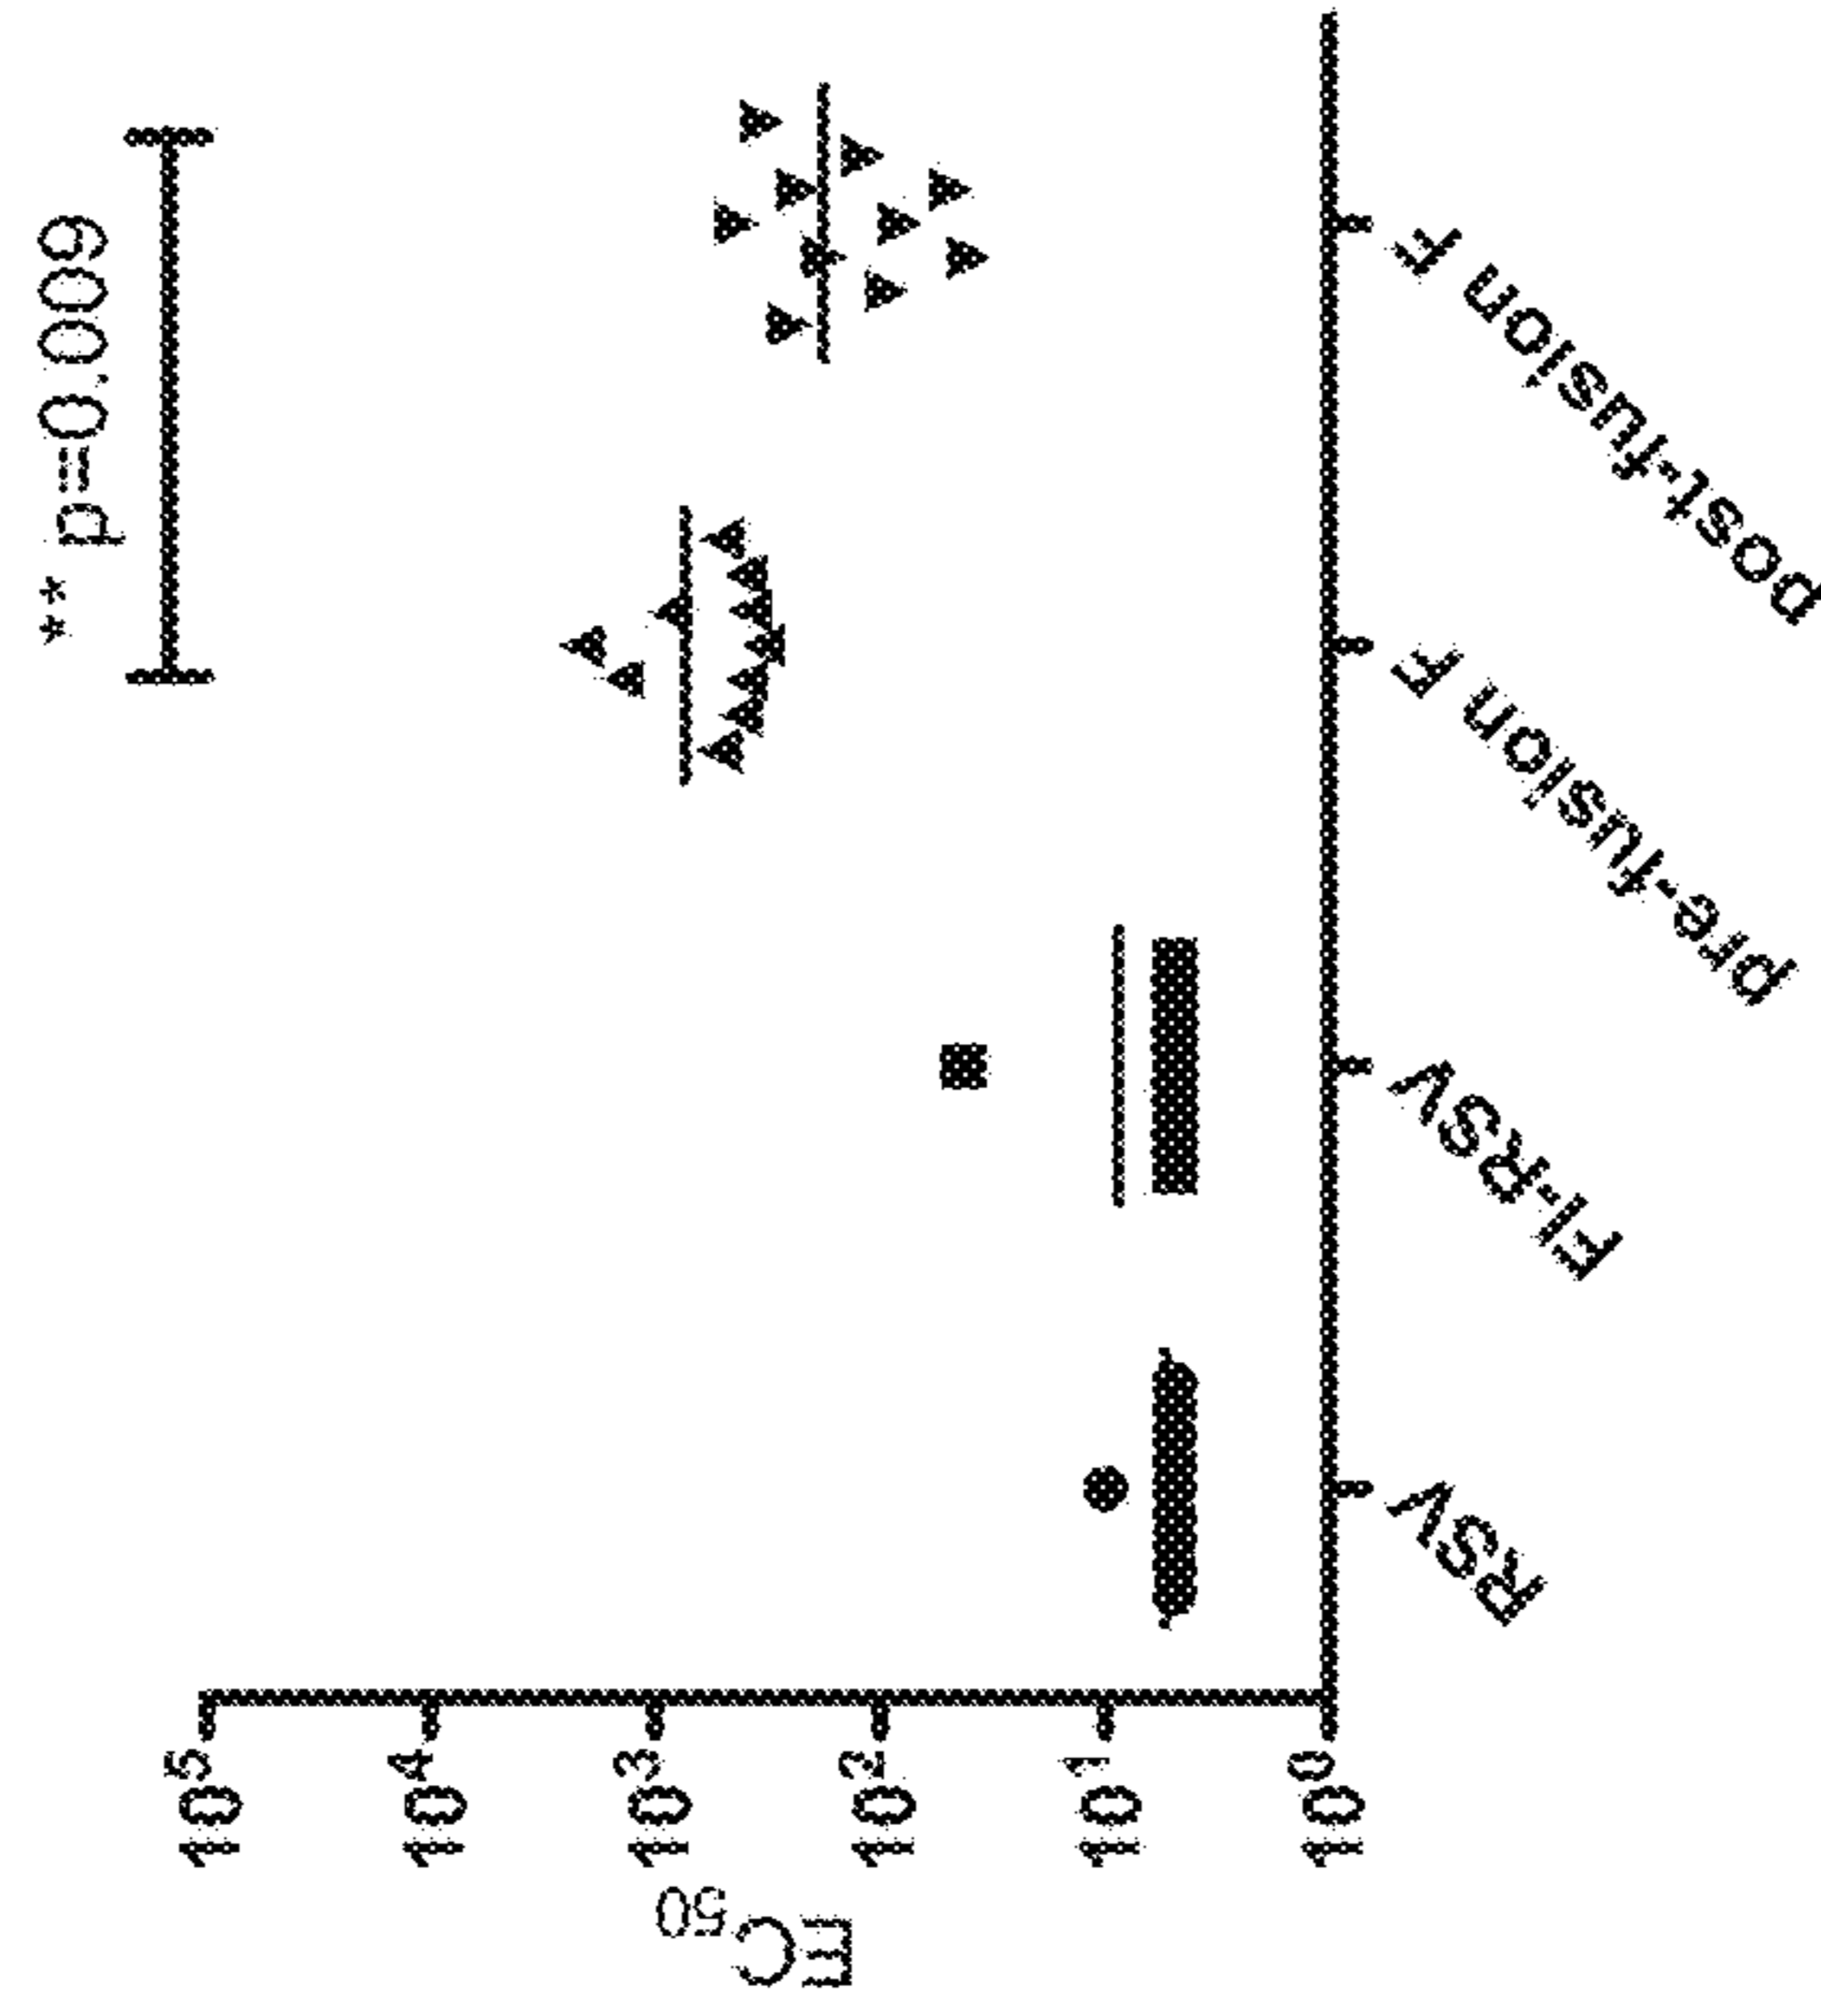 ** p=0.009
EC50
10^5
10^4
10^3
10^2
10^1
10^0
RSV
FI-RSV
pre-fusion F
post-fusion F